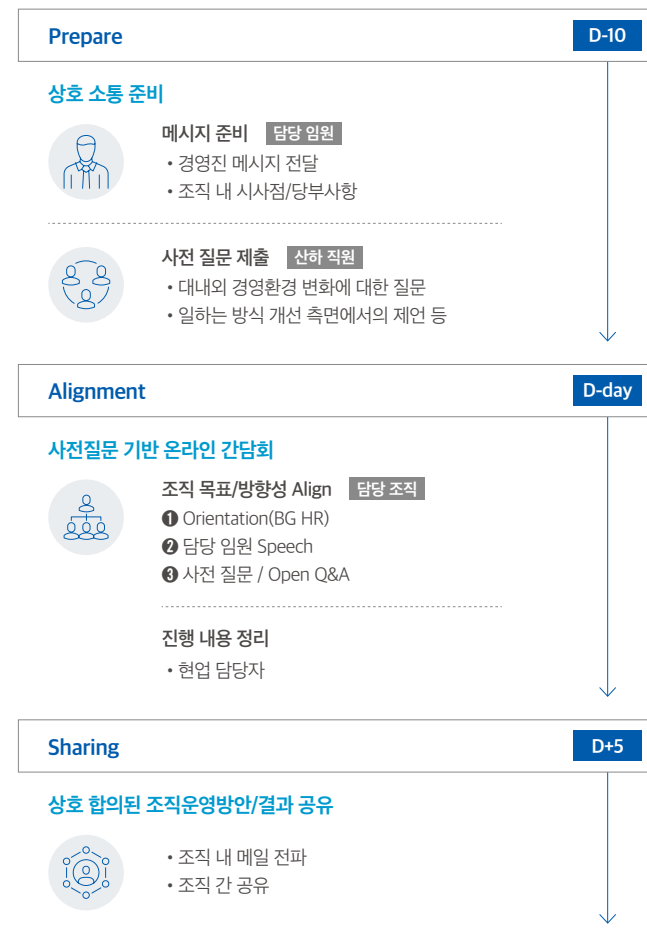 Prepare D-10
상호 소통 준비
메시지 준비 담당 임원
• 경영진 메시지 전달
• 조직 내 시사점/당부사항
사전 질문 제출 산하 직원
• 대내외 경영환경 변화에 대한 질문
• 일하는 방식 개선 측면에서의 제언 등
Alignment D-day
사전질문 기반 온라인 간담회
조직 목표/방향성 Align 담당 조직
❶ Orientation(BG HR)
❷ 담당 임원 Speech
❸ 사전 질문 / Open Q&A
진행 내용 정리
• 현업 담당자
Sharing D+5
상호 합의된 조직운영방안/결과 공유
• 조직 내 메일 전파
• 조직 간 공유